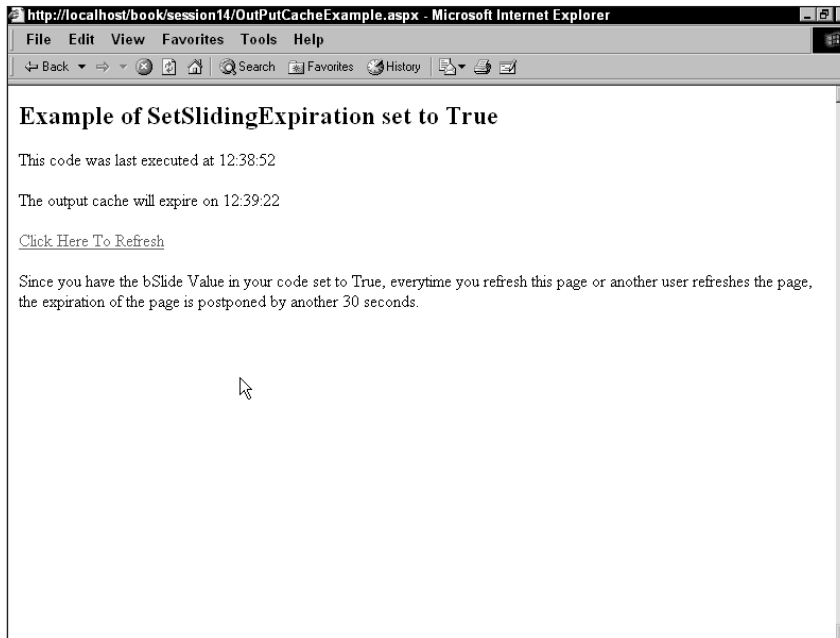 http://localhost/book/session14/OutPutCacheExample.aspx - Microsoft Internet Explorer
File Edit View Favorites Tools Help
Back Search Favorites History
Example of SetSlidingExpiration set to True
This code was last executed at 12:38:52
The output cache will expire on 12:39:22
Click Here To Refresh
Since you have the bSlide Value in your code set to True, everytime you refresh this page or another user refreshes the page,
the expiration of the page is postponed by another 30 seconds.